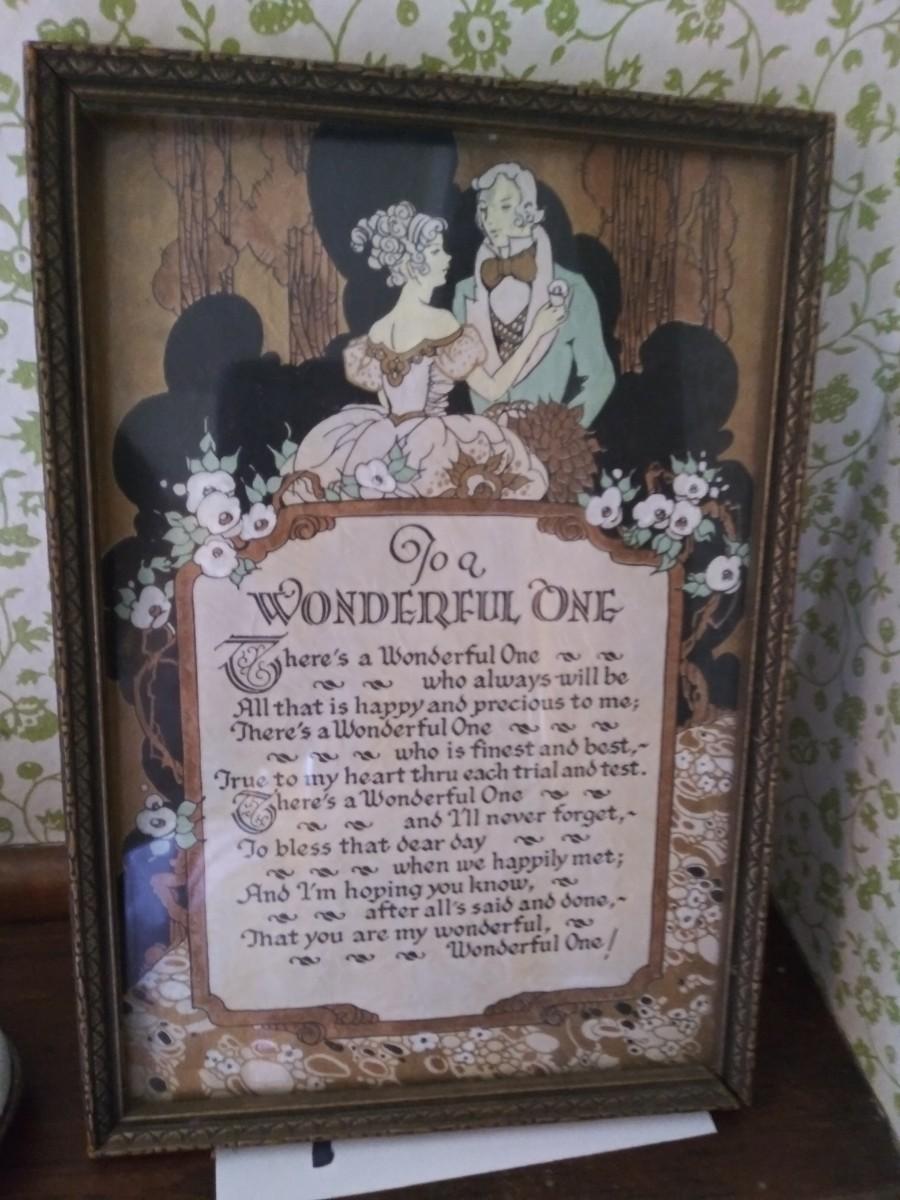 To a
WONDERFUL ONE
There's a Wonderful One
who always will be
All that is happy and precious to me;
There's a Wonderful One
who is finest and best,~
True to my heart thru each trial and test.
There's a Wonderful One
and I'll never forget,~
To bless that dear day
when we happily met;
And I'm hoping you know,
after all's said and done,~
That you are my wonderful,
Wonderful One!